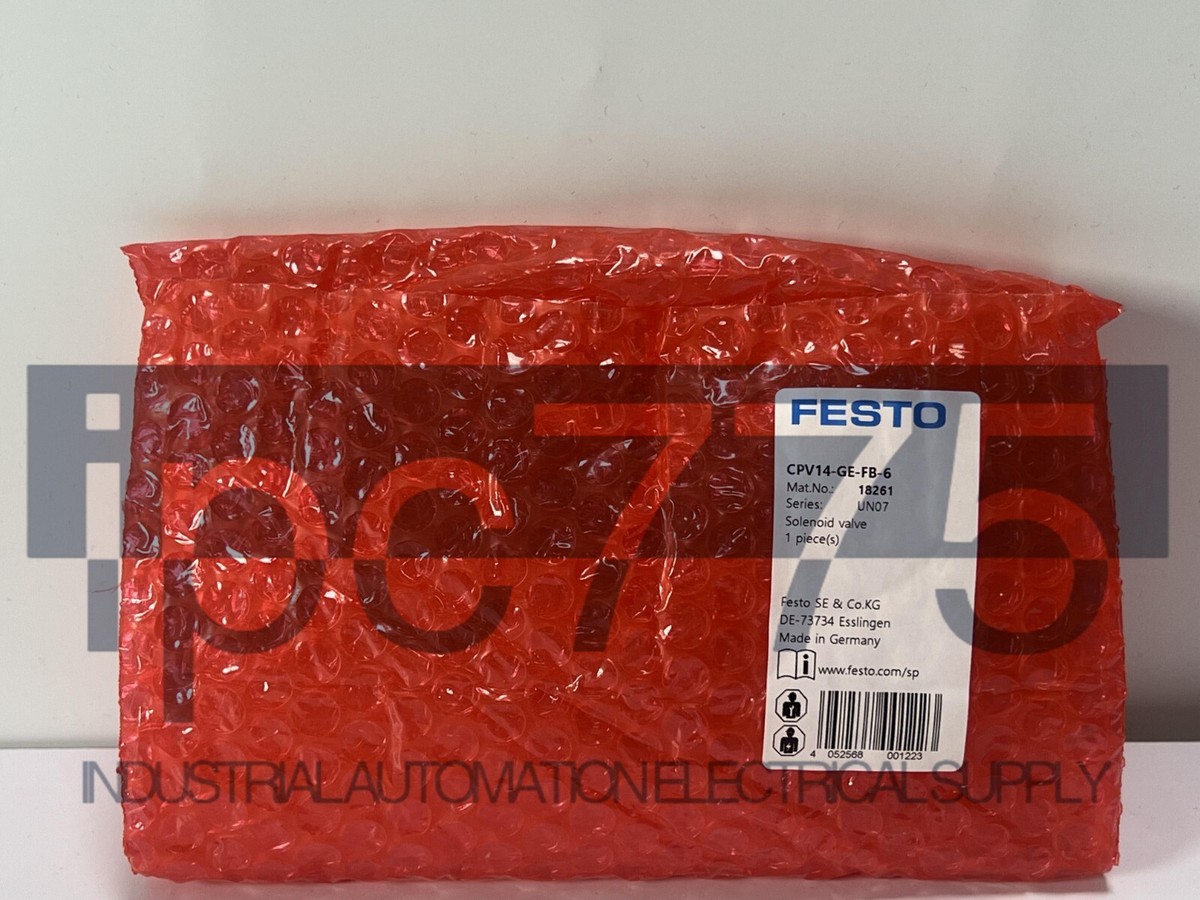 FESTO
CPV14-GE-FB-6
Mat.No.: 18261
Series: UN07
Solenoid valve
1 piece(s)
Festo SE & Co.KG
DE-73734 Esslingen
Made in Germany
www.festo.com/sp
4 052568 001223
ipc775
INDUSTRIAL AUTOMATION ELECTRICAL SUPPLY